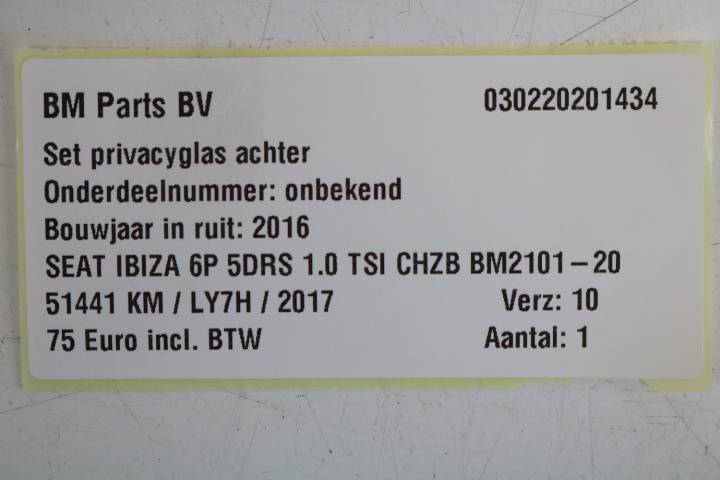 BM Parts BV 030220201434
Set privacyglas achter
Onderdeelnummer: onbekend
Bouwjaar in ruit: 2016
SEAT IBIZA 6P 5DRS 1.0 TSI CHZB BM2101-20
51441 KM / LY7H / 2017 Verz: 10
75 Euro incl. BTW Aantal: 1